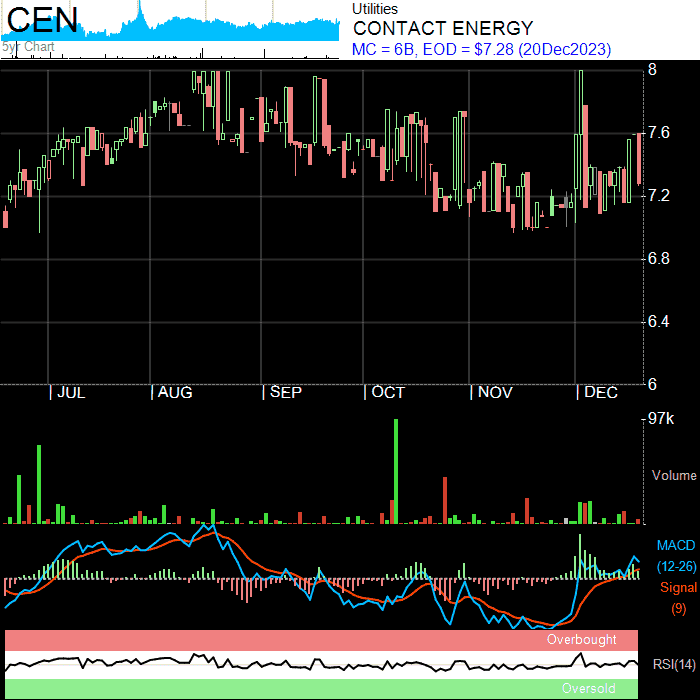 CEN
5yr Chart
Utilities
CONTACT ENERGY
MC = 6B, EOD = $7.28 (20Dec2023)
8
7.6
7.2
6.8
6.4
6
| JUL | AUG | SEP | OCT | NOV | DEC
97k
Volume
MACD
(12-26)
Signal
(9)
Overbought
RSI(14)
Oversold